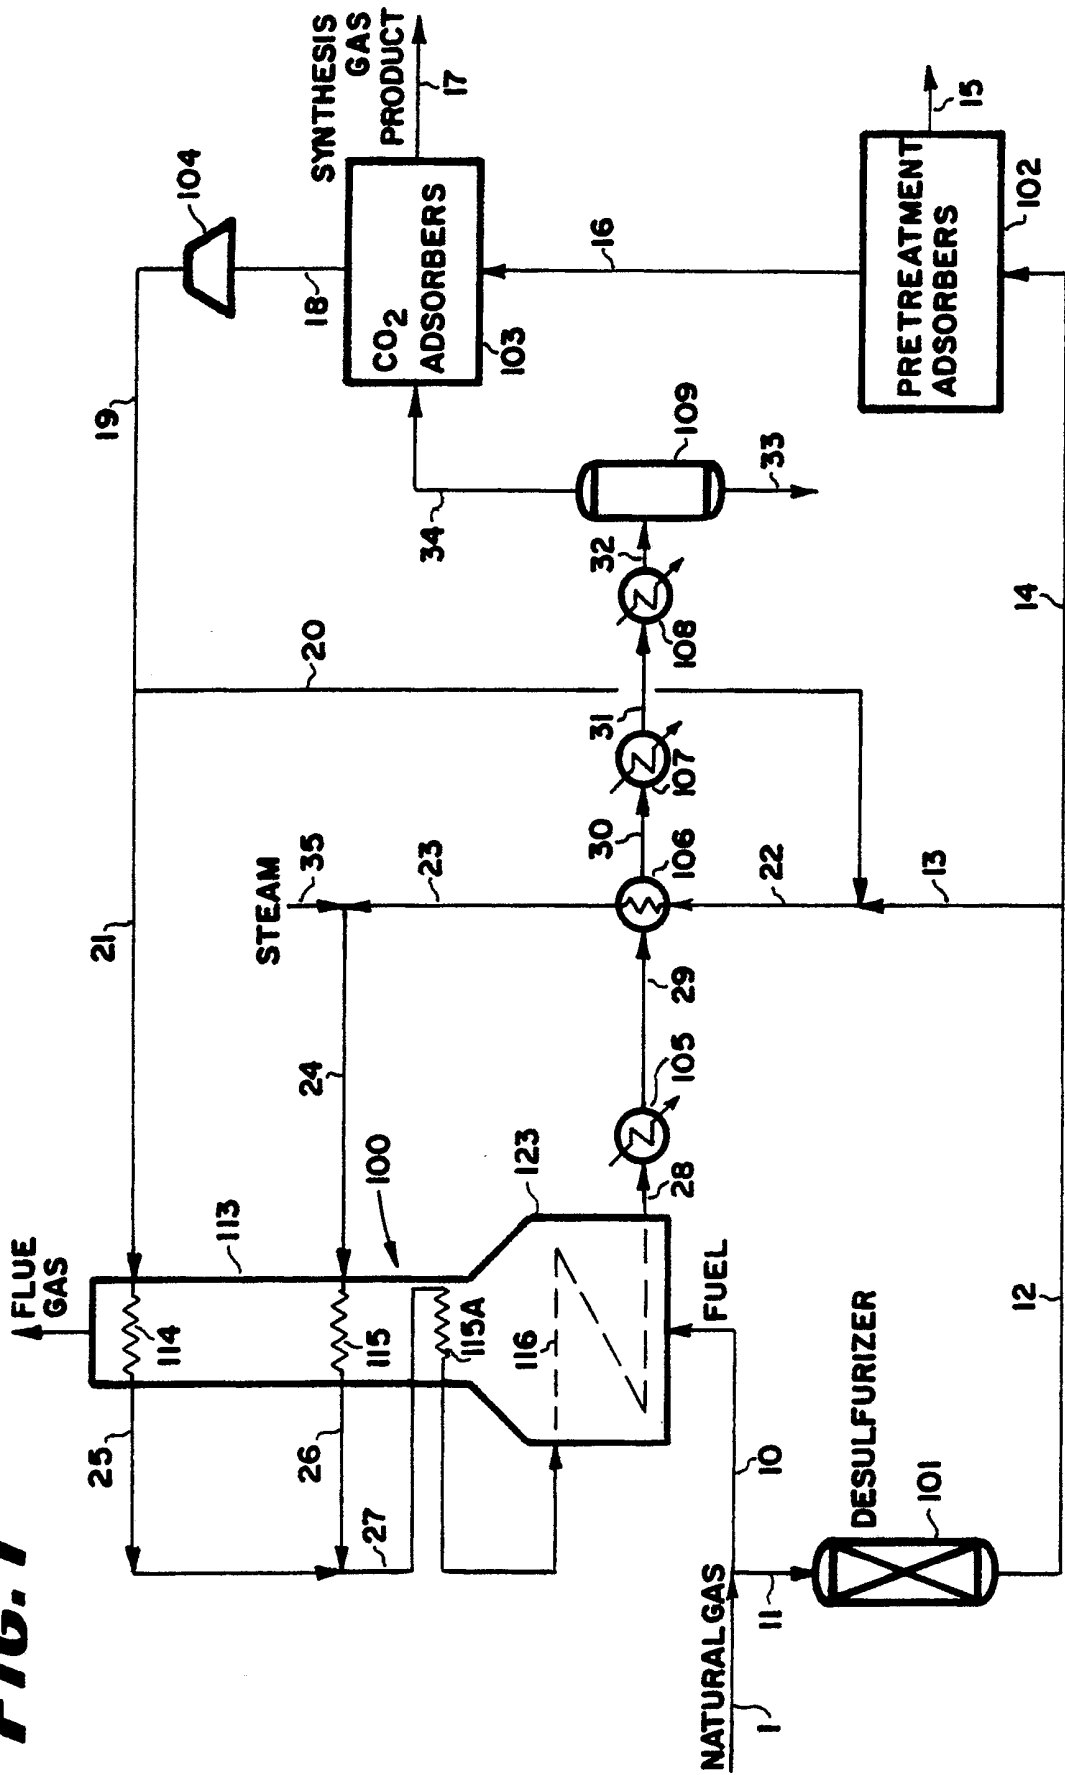 FIG. 1
FLUE
GAS
25
21
19
114
113
104
26
24
STEAM
35
20
18
SYNTHESIS
GAS
PRODUCT
27
115
100
23
34
CO2
ADSORBERS
17
115A
116
123
103
30
31
32
16
28
105
29
106
107
108
109
NATURAL GAS
FUEL
1
11
10
22
33
DESULFURIZER
101
13
PRETREATMENT
ADSORBERS
15
12
14
102